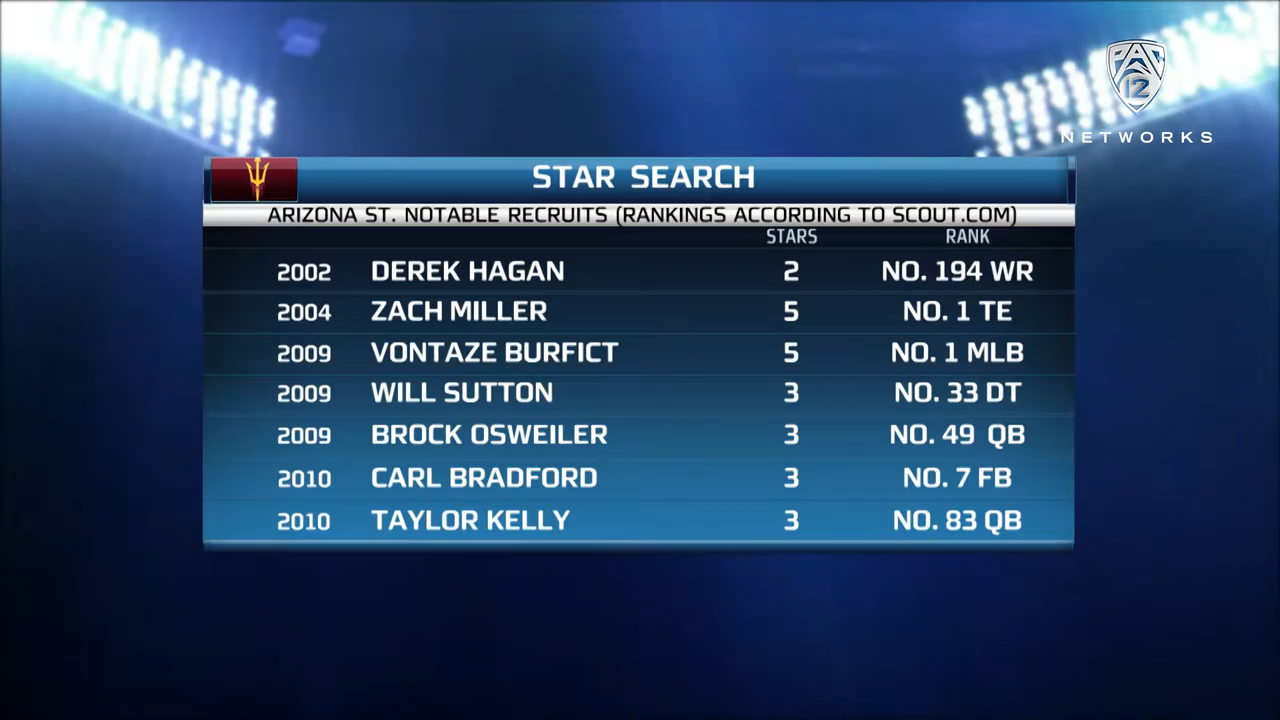 PAC
12
NETWORKS
STAR SEARCH
ARIZONA ST. NOTABLE RECRUITS (RANKINGS ACCORDING TO SCOUT.COM)
STARS RANK
2002 DEREK HAGAN 2 NO. 194 WR
2004 ZACH MILLER 5 NO. 1 TE
2009 VONTAZE BURFICT 5 NO. 1 MLB
2009 WILL SUTTON 3 NO. 33 DT
2009 BROCK OSWEILER 3 NO. 49 QB
2010 CARL BRADFORD 3 NO. 7 FB
2010 TAYLOR KELLY 3 NO. 83 QB